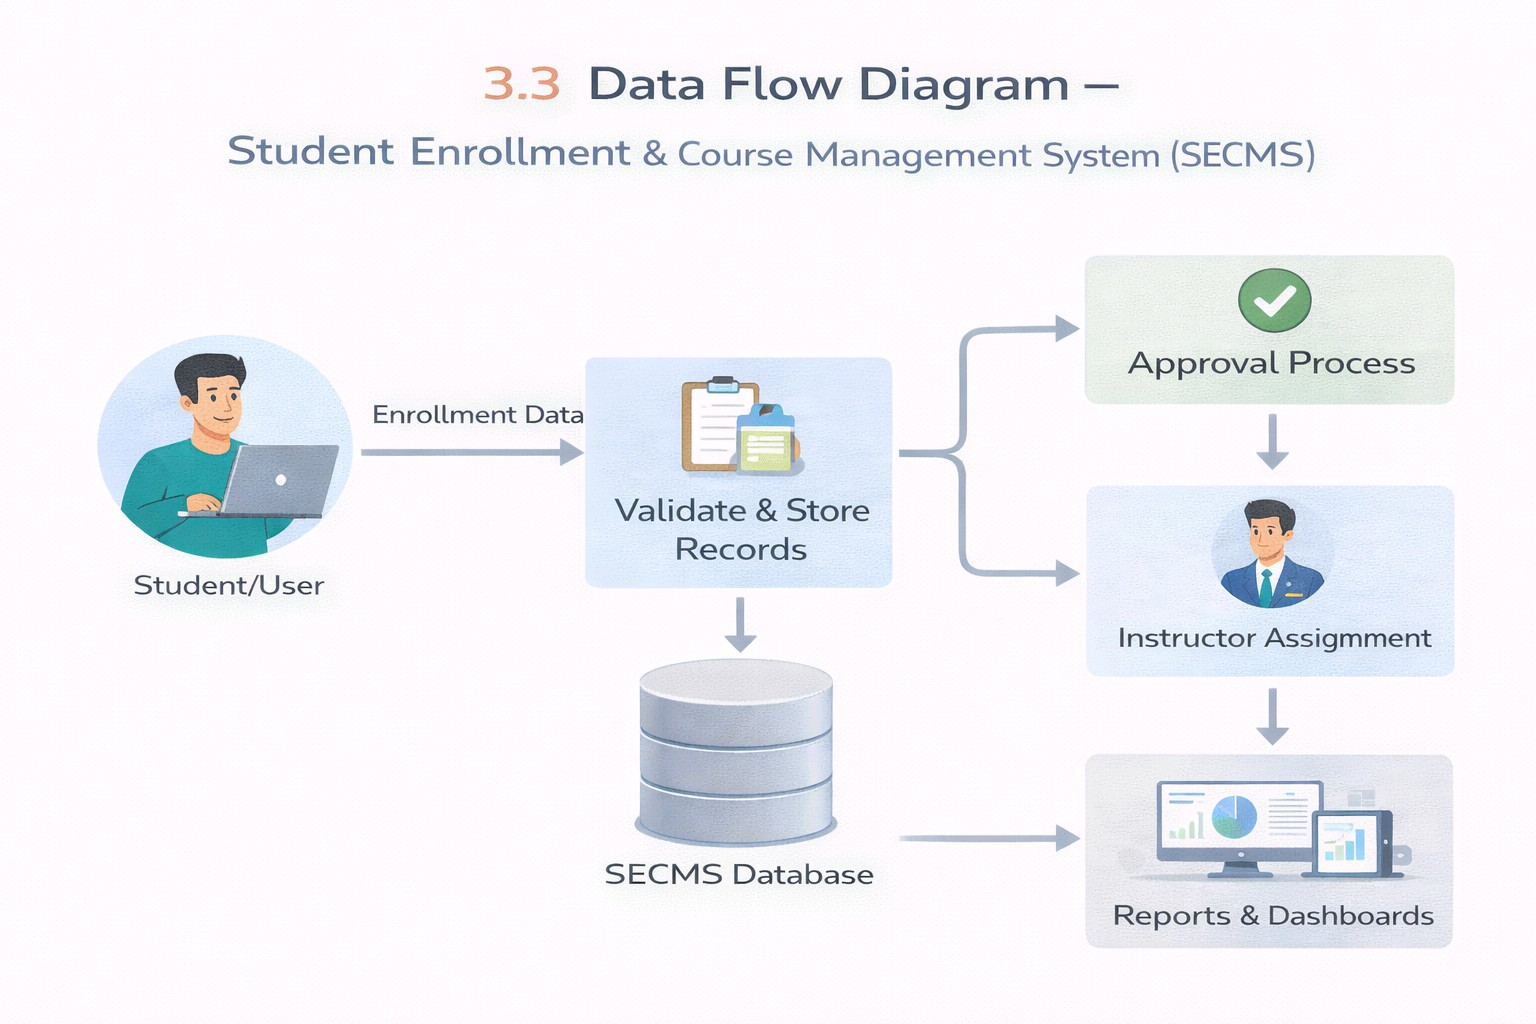 3.3 Data Flow Diagram —
Student Enrollment & Course Management System (SECMS)
Enrollment Data
Student/User
Validate & Store
Records
SECMS Database
Approval Process
Instructor Assigmment
Reports & Dashboards